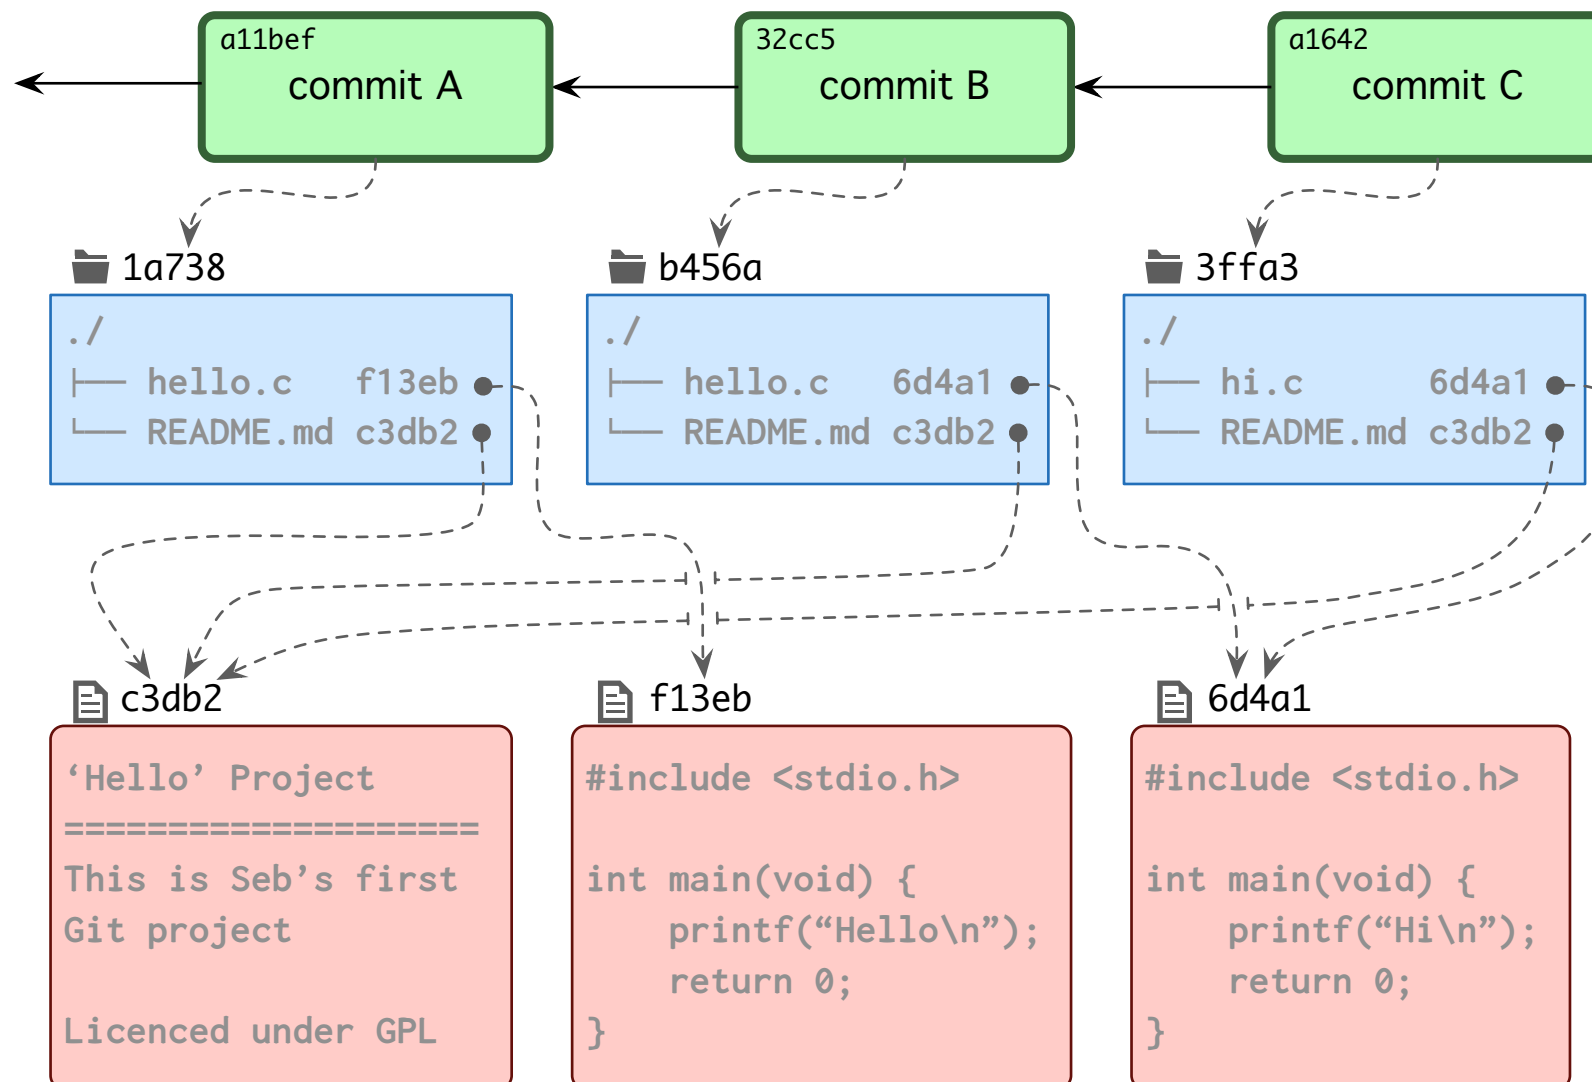 a11bef
commit A
32cc5
commit B
a1642
commit C
1a738
./
├── hello.c   f13eb
└── README.md c3db2
b456a
./
├── hello.c   6d4a1
└── README.md c3db2
3ffa3
./
├── hi.c      6d4a1
└── README.md c3db2
c3db2
‘Hello’ Project
====================
This is Seb’s first
Git project
Licenced under GPL
f13eb
#include <stdio.h>
int main(void) {
    printf(“Hello\n”);
    return 0;
}
6d4a1
#include <stdio.h>
int main(void) {
    printf(“Hi\n”);
    return 0;
}